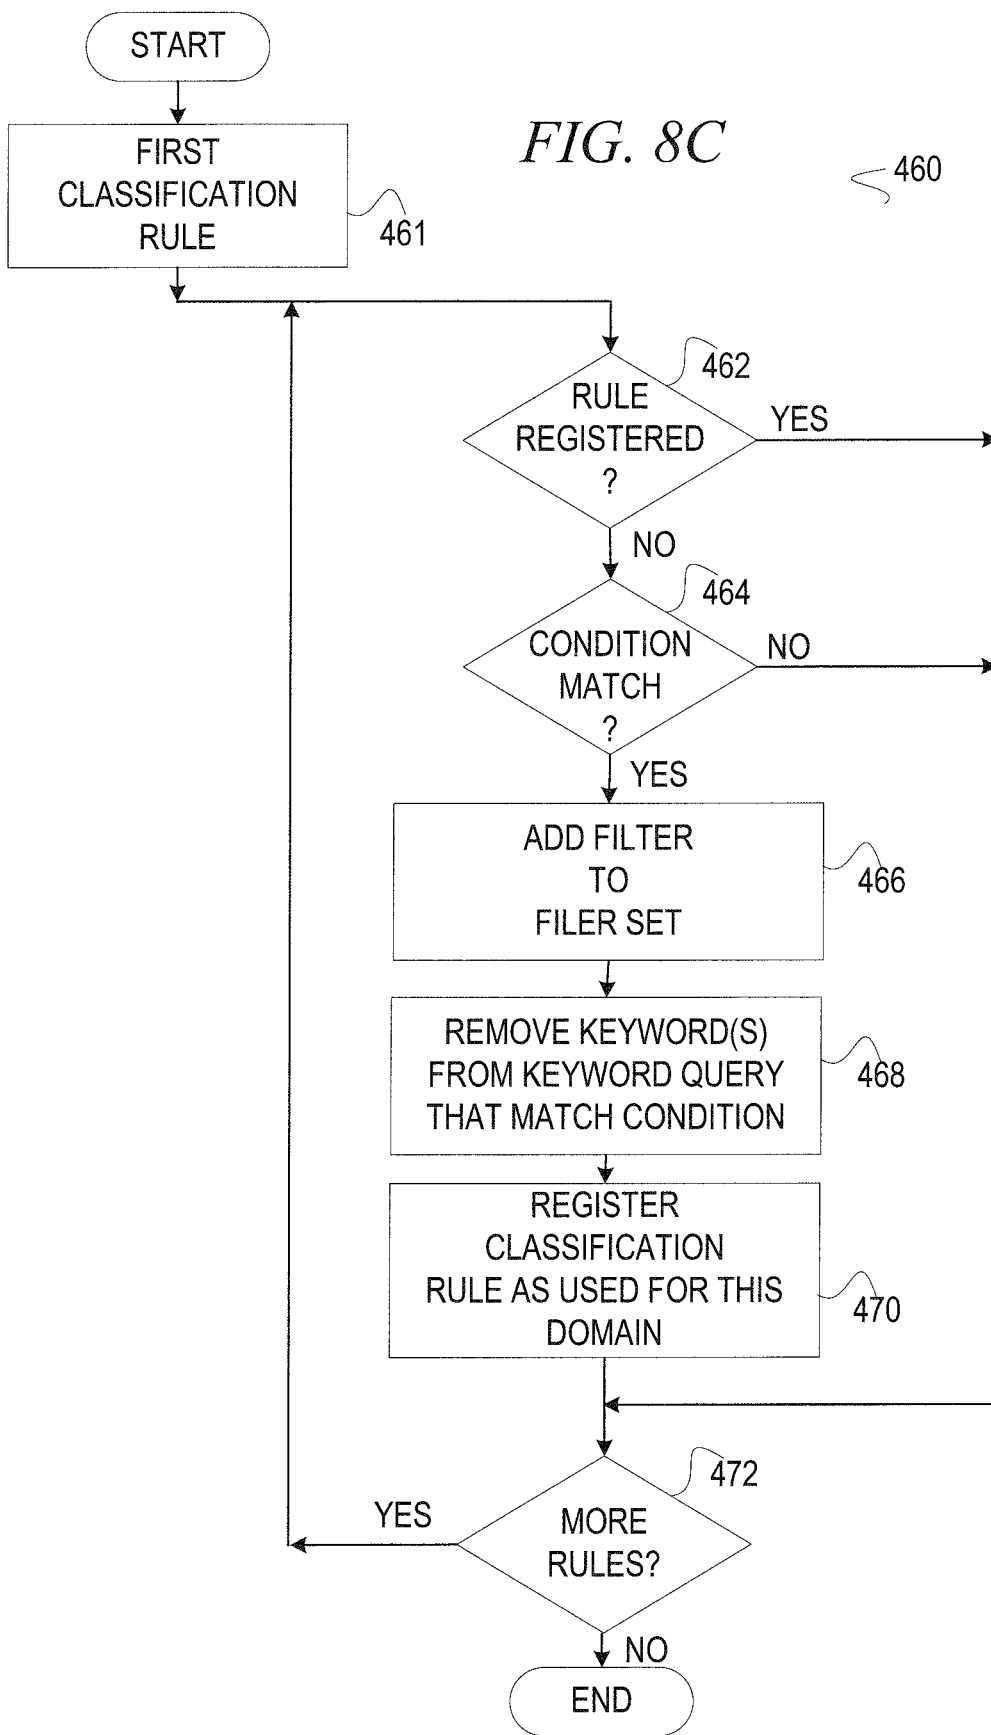 START
FIG. 8C
460
FIRST
CLASSIFICATION
RULE
461
462
RULE
REGISTERED
?
YES
NO
464
CONDITION
MATCH
?
NO
YES
ADD FILTER
TO
FILER SET
466
REMOVE KEYWORD(S)
FROM KEYWORD QUERY
THAT MATCH CONDITION
468
REGISTER
CLASSIFICATION
RULE AS USED FOR THIS
DOMAIN
470
472
YES
MORE
RULES?
NO
END